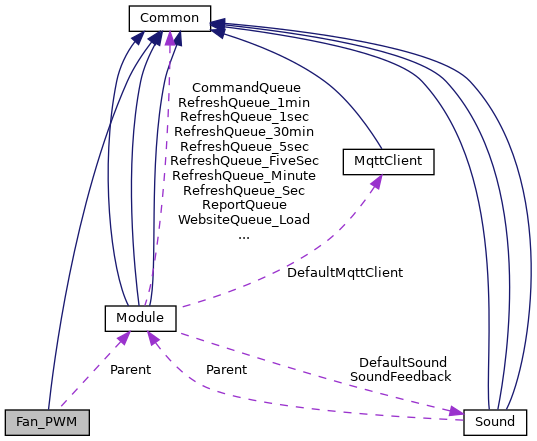 Common
CommandQueue
RefreshQueue_1min
RefreshQueue_1sec
RefreshQueue_30min
RefreshQueue_5sec
RefreshQueue_FiveSec
RefreshQueue_Minute
RefreshQueue_Sec
ReportQueue
WebsiteQueue_Load
...
MqttClient
DefaultMqttClient
Module
DefaultSound
SoundFeedback
Parent
Parent
Fan_PWM
Sound